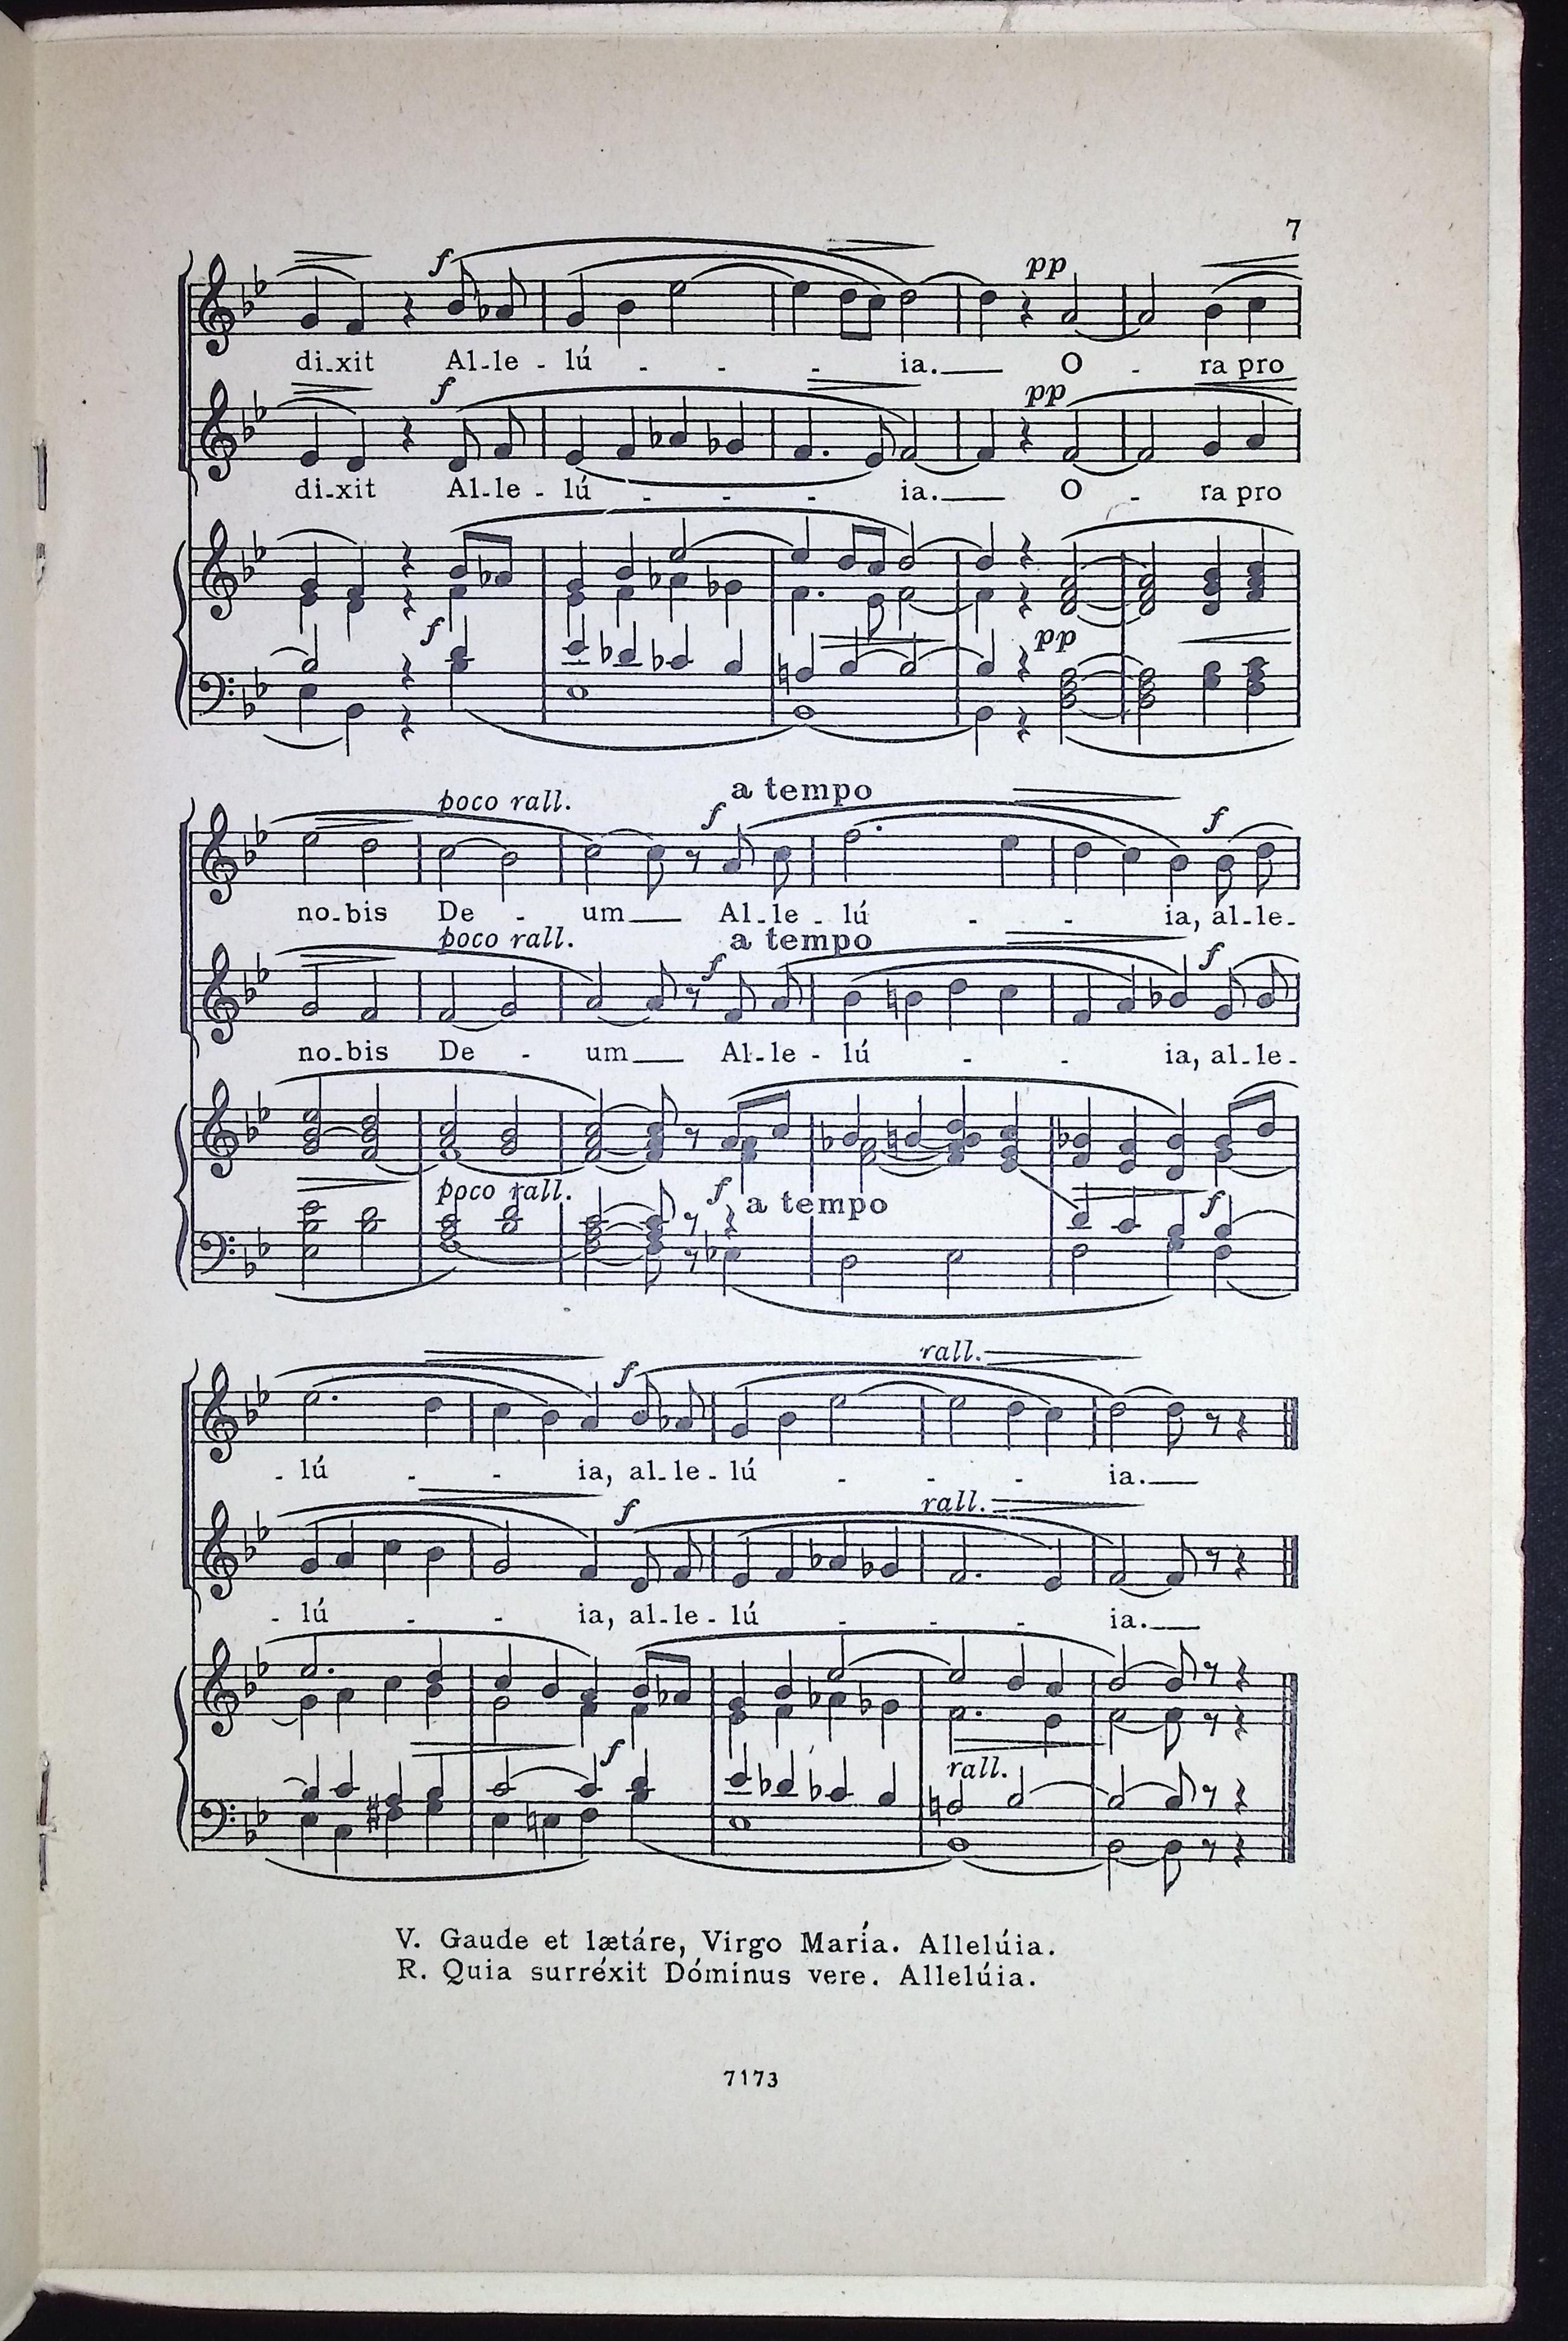 7
f pp
di-xit Al-le - lú - - - ia. O - ra pro
f pp
di-xit Al-le - lú - - - ia. O - ra pro
f pp
poco rall. a tempo
f f
no-bis De - um Al-le - lú - - ia, al-le-
poco rall. a tempo
f f
no-bis De - um Al-le - lú - - ia, al-le-
poco rall. f a tempo f
rall.
f
- lú - - ia, al-le - lú - - - ia.
rall.
f
- lú - - ia, al-le - lú - - - ia.
f rall.
V. Gaude et lætáre, Virgo María. Allelúia.
R. Quia surréxit Dóminus vere. Allelúia.
7173